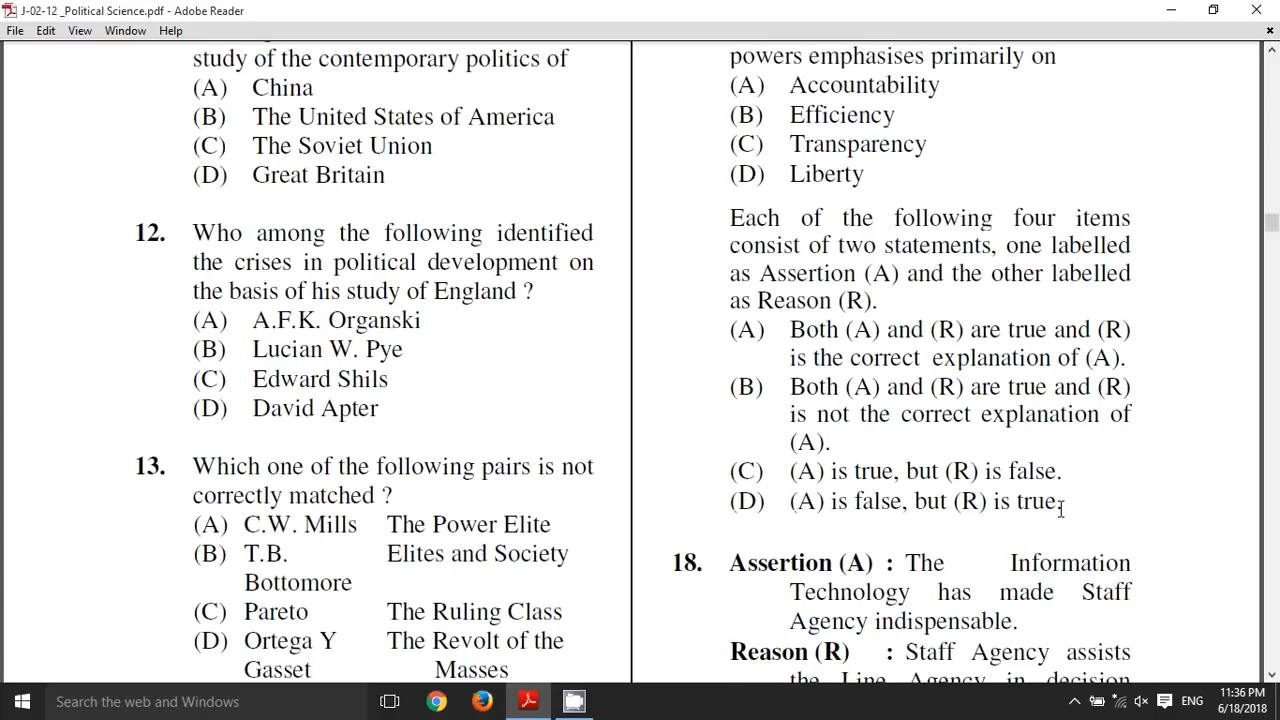 J-02-12 _Political Science.pdf - Adobe Reader
File Edit View Window Help
study of the contemporary politics of
(A) China
(B) The United States of America
(C) The Soviet Union
(D) Great Britain
12. Who among the following identified
the crises in political development on
the basis of his study of England ?
(A) A.F.K. Organski
(B) Lucian W. Pye
(C) Edward Shils
(D) David Apter
13. Which one of the following pairs is not
correctly matched ?
(A) C.W. Mills The Power Elite
(B) T.B. Elites and Society
Bottomore
(C) Pareto The Ruling Class
(D) Ortega Y The Revolt of the
Gasset Masses
powers emphasises primarily on
(A) Accountability
(B) Efficiency
(C) Transparency
(D) Liberty
Each of the following four items
consist of two statements, one labelled
as Assertion (A) and the other labelled
as Reason (R).
(A) Both (A) and (R) are true and (R)
is the correct explanation of (A).
(B) Both (A) and (R) are true and (R)
is not the correct explanation of
(A).
(C) (A) is true, but (R) is false.
(D) (A) is false, but (R) is true.
18. Assertion (A) : The Information
Technology has made Staff
Agency indispensable.
Reason (R) : Staff Agency assists
the Line Agency in decision
Search the web and Windows
ENG
11:36 PM
6/18/2018